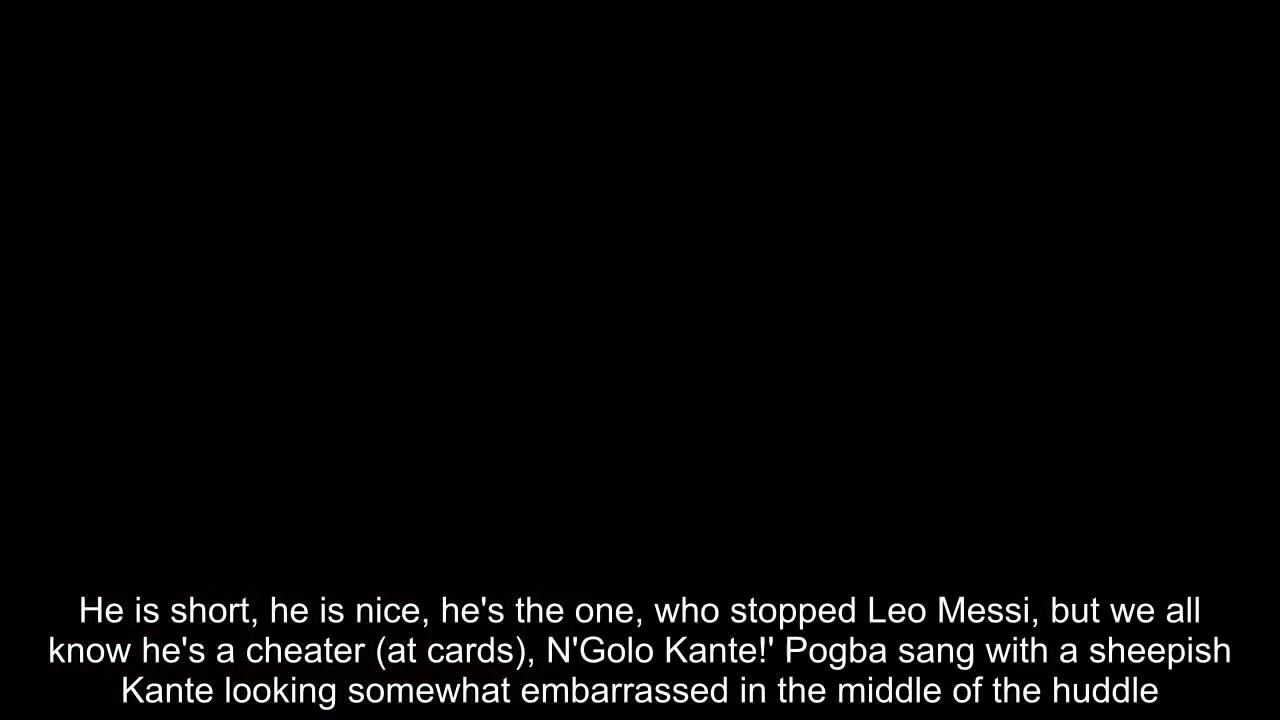 He is short, he is nice, he's the one, who stopped Leo Messi, but we all
know he's a cheater (at cards), N'Golo Kante!' Pogba sang with a sheepish
Kante looking somewhat embarrassed in the middle of the huddle